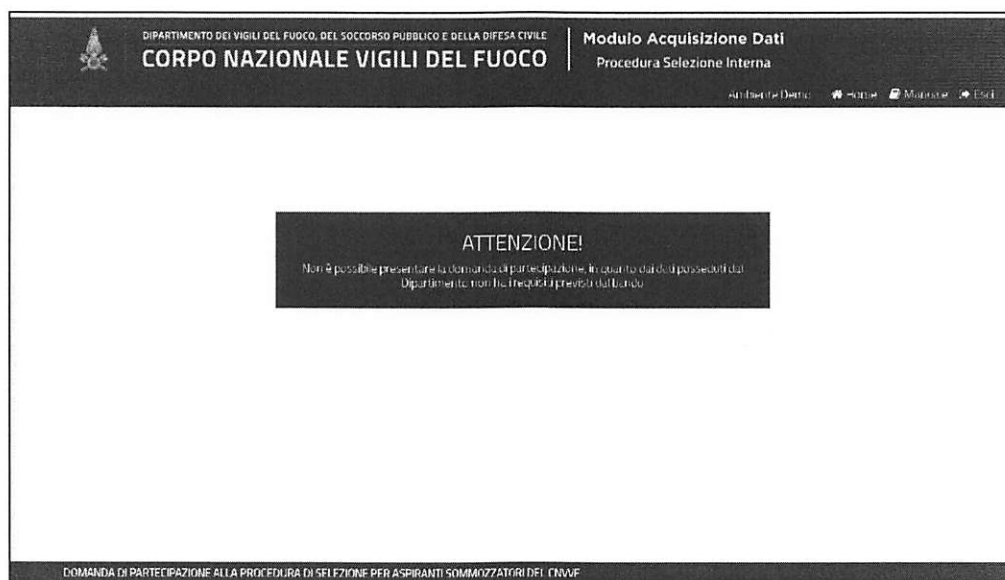 DIPARTIMENTO DEI VIGILI DEL FUOCO, DEL SOCCORSO PUBBLICO E DELLA DIFESA CIVILE
CORPO NAZIONALE VIGILI DEL FUOCO
Modulo Acquisizione Dati
Procedura Selezione Interna
Ambiente Demo Home Manuale Esci
ATTENZIONE!
Non è possibile presentare la domanda di partecipazione, in quanto dai dati posseduti dal
Dipartimento non ha i requisiti previsti dal bando
DOMANDA DI PARTECIPAZIONE ALLA PROCEDURA DI SELEZIONE PER ASPIRANTI SOMMOZZATORI DEL CNVVF